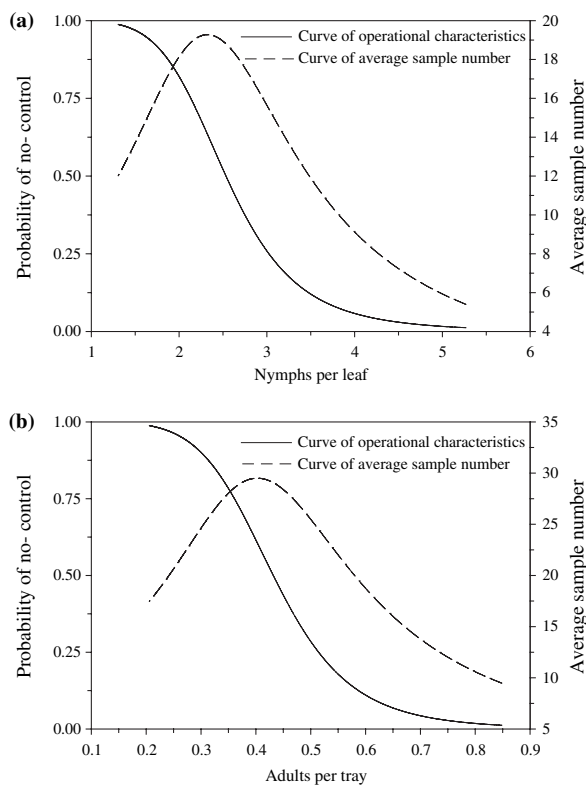 (a)
Curve of operational characteristics
Curve of average sample number
Probability of no- control
1.00
0.75
0.50
0.25
0.00
20
18
16
14
12
10
8
6
4
Average sample number
1 2 3 4 5 6
Nymphs per leaf
(b)
Curve of operational characteristics
Curve of average sample number
Probability of no- control
1.00
0.75
0.50
0.25
0.00
35
30
25
20
15
10
5
Average sample number
0.1 0.2 0.3 0.4 0.5 0.6 0.7 0.8 0.9
Adults per tray